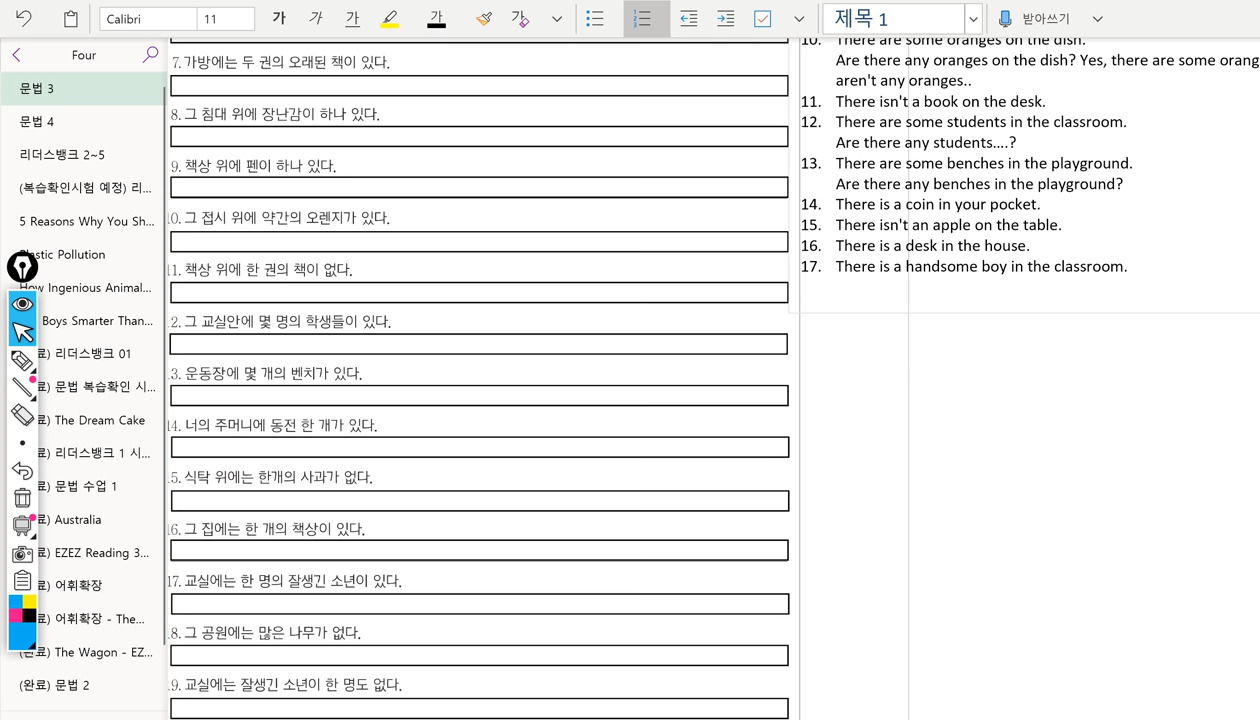 Calibri 11 가 가 가 가 가 제목 1 받아쓰기
Four
문법 3
문법 4
리더스뱅크 2~5
(복습확인시험 예정) 리...
5 Reasons Why You Sh...
Plastic Pollution
How Ingenious Animal...
Boys Smarter Than...
료) 리더스뱅크 01
료) 문법 복습확인 시...
료) The Dream Cake
료) 리더스뱅크 1 시...
료) 문법 수업 1
료) Australia
료) EZEZ Reading 3...
료) 어휘확장
료) 어휘확장 - The...
(완료) The Wagon - EZ...
(완료) 문법 2
7. 가방에는 두 권의 오래된 책이 있다.
8. 그 침대 위에 장난감이 하나 있다.
9. 책상 위에 펜이 하나 있다.
10. 그 접시 위에 약간의 오렌지가 있다.
11. 책상 위에 한 권의 책이 없다.
12. 그 교실안에 몇 명의 학생들이 있다.
13. 운동장에 몇 개의 벤치가 있다.
14. 너의 주머니에 동전 한 개가 있다.
15. 식탁 위에는 한개의 사과가 없다.
16. 그 집에는 한 개의 책상이 있다.
17. 교실에는 한 명의 잘생긴 소년이 있다.
18. 그 공원에는 많은 나무가 없다.
19. 교실에는 잘생긴 소년이 한 명도 없다.
10. There are some oranges on the dish.
Are there any oranges on the dish? Yes, there are some orang
aren't any oranges..
11. There isn't a book on the desk.
12. There are some students in the classroom.
Are there any students....?
13. There are some benches in the playground.
Are there any benches in the playground?
14. There is a coin in your pocket.
15. There isn't an apple on the table.
16. There is a desk in the house.
17. There is a handsome boy in the classroom.